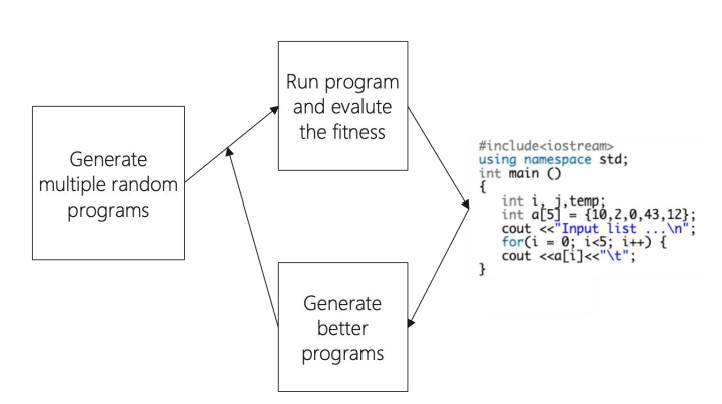 Generate
multiple random
programs
Run program
and evalute
the fitness
Generate
better
programs
#include<iostream>
using namespace std;
int main ()
{
   int i, j,temp;
   int a[5] = {10,2,0,43,12};
   cout <<"Input list ...\n";
   for(i = 0; i<5; i++) {
   cout <<a[i]<<"\t";
}